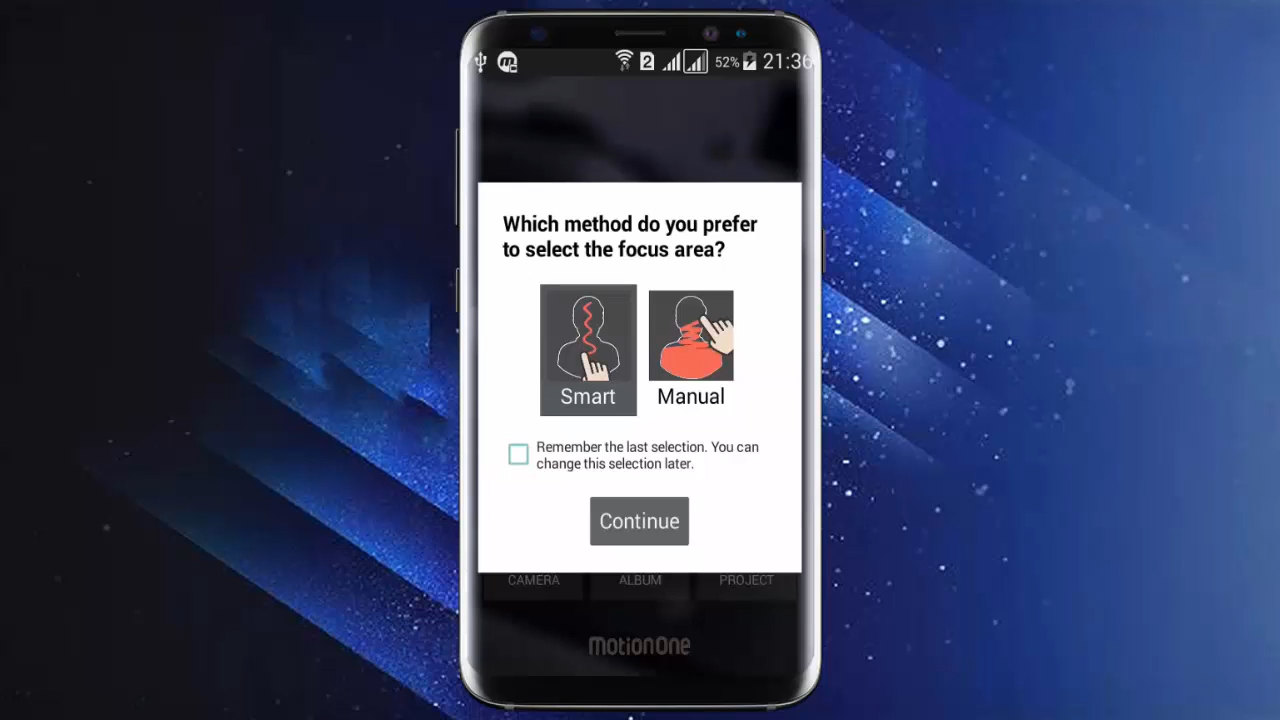 2 52% 21:36
Which method do you prefer
to select the focus area?
Smart Manual
Remember the last selection. You can
change this selection later.
Continue
CAMERA ALBUM PROJECT
MotionOne